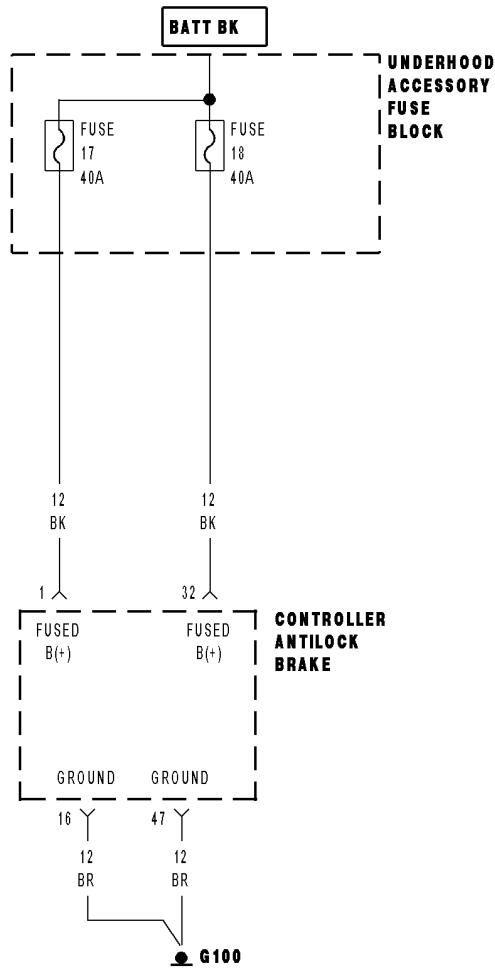 BATT BK
UNDERHOOD
ACCESSORY
FUSE
BLOCK
FUSE
17
40A
FUSE
18
40A
12
BK
12
BK
1
32
CONTROLLER
ANTILOCK
BRAKE
FUSED
B(+)
FUSED
B(+)
GROUND
GROUND
16
47
12
BR
12
BR
G100